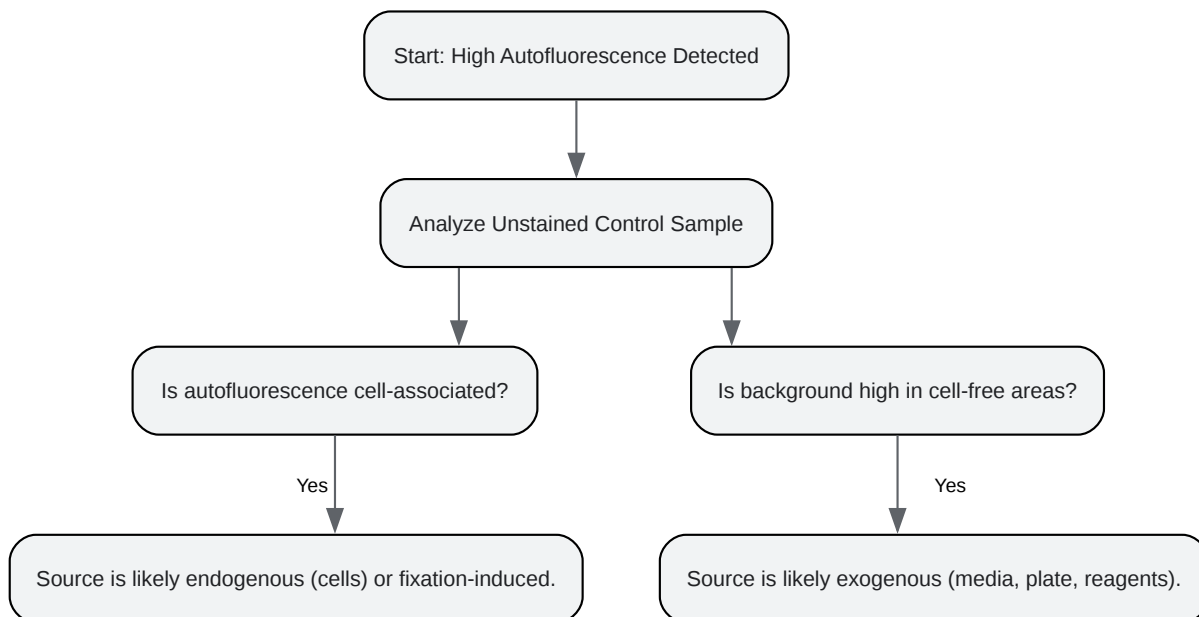 Start: High Autofluorescence Detected
Analyze Unstained Control Sample
Is autofluorescence cell-associated?
Is background high in cell-free areas?
Yes
Yes
Source is likely endogenous (cells) or fixation-induced.
Source is likely exogenous (media, plate, reagents).